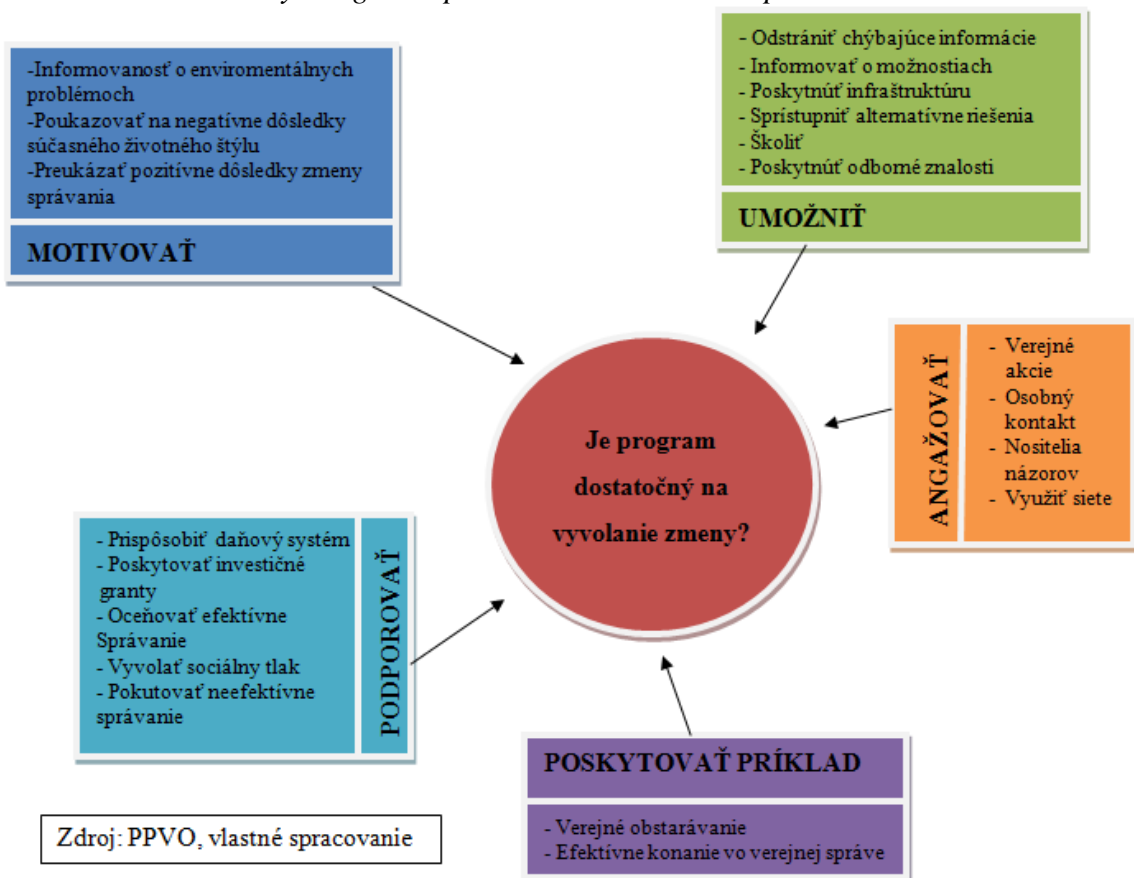 -Informovanosť o enviromentálnych
problémoch
-Poukazovať na negatívne dôsledky
súčasného životného štýlu
-Preukázať pozitívne dôsledky zmeny
správania
MOTIVOVAŤ
- Odstrániť chýbajúce informácie
- Informovať o možnostiach
- Poskytnúť infraštruktúru
- Sprístupniť alternatívne riešenia
- Školiť
- Poskytnúť odborné znalosti
UMOŽNIŤ
ANGAŽOVAŤ
- Verejné
akcie
- Osobný
kontakt
- Nositelia
názorov
- Využiť siete
Je program
dostatočný na
vyvolanie zmeny?
- Prispôsobiť daňový systém
- Poskytovať investičné
granty
- Oceňovať efektívne
Správanie
- Vyvolať sociálny tlak
- Pokutovať neefektívne
správanie
PODPOROVAŤ
POSKYTOVAŤ PRÍKLAD
- Verejné obstarávanie
- Efektívne konanie vo verejnej správe
Zdroj: PPVO, vlastné spracovanie